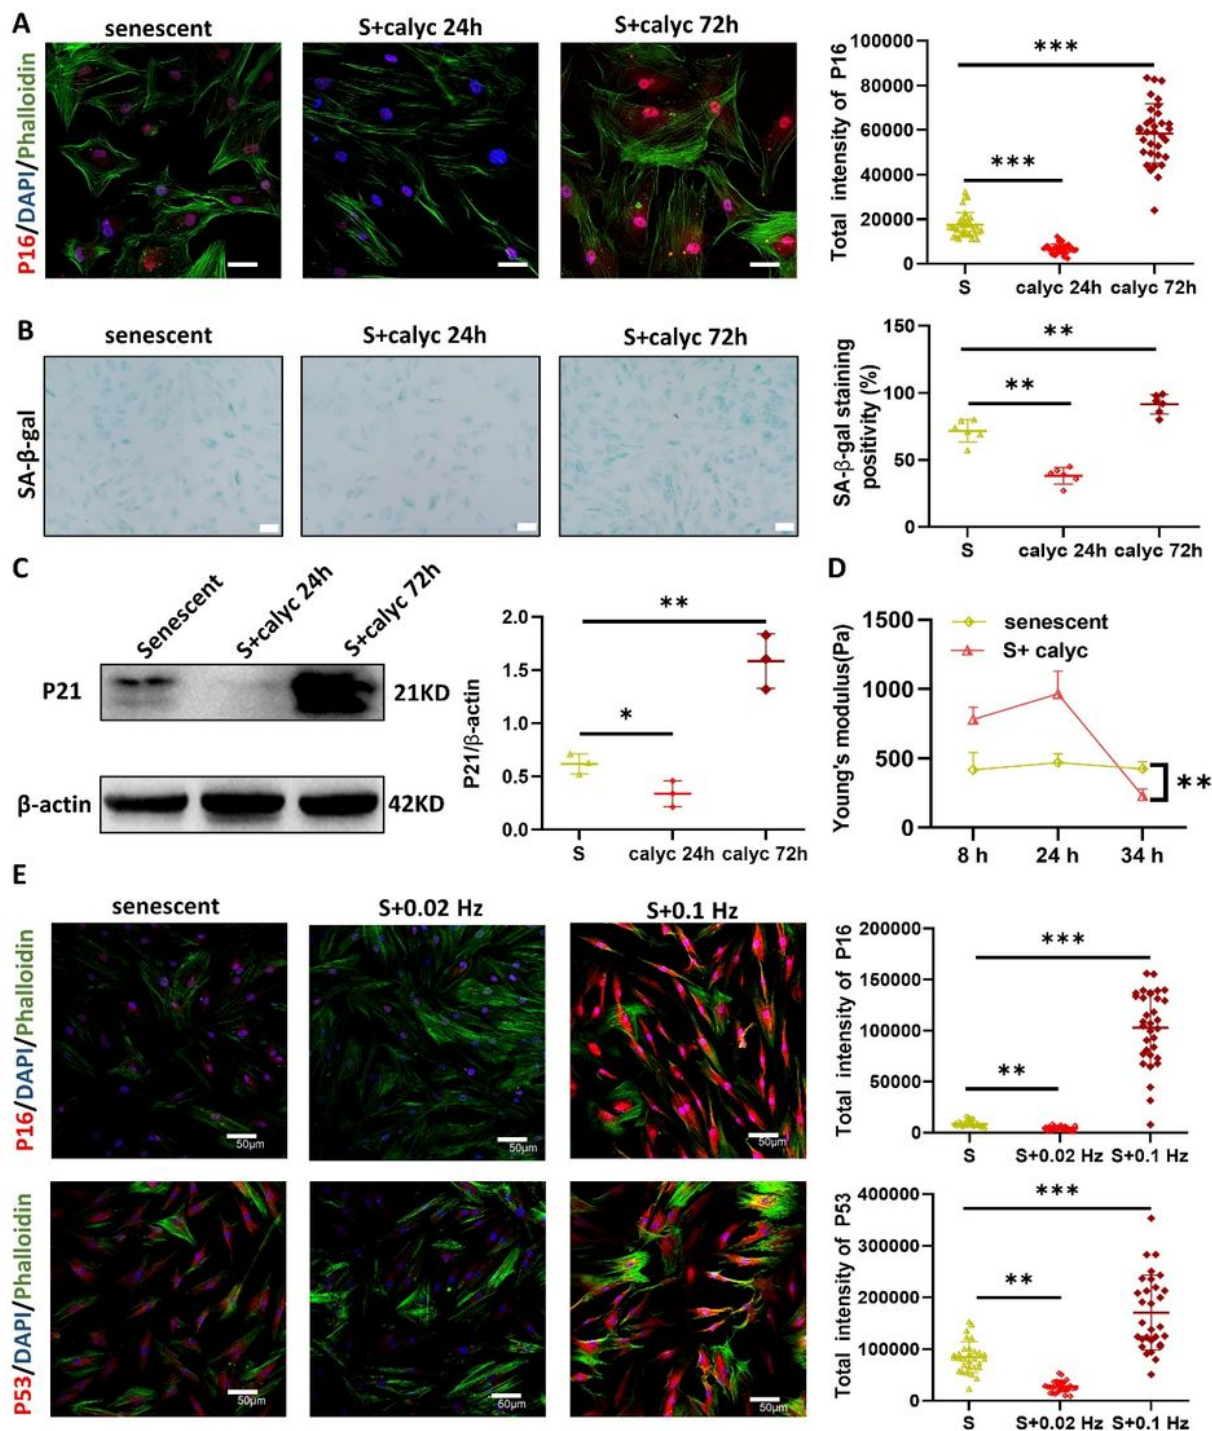 A
senescent
S+calyc 24h
S+calyc 72h
P16/DAPI/Phalloidin
Total intensity of P16
100000
80000
60000
40000
20000
0
***
***
S
calyc 24h
calyc 72h
B
senescent
S+calyc 24h
S+calyc 72h
SA-β-gal
SA-β-gal staining
positivity (%)
150
100
50
0
**
**
S
calyc 24h
calyc 72h
C
Senescent
S+calyc 24h
S+calyc 72h
P21
21KD
β-actin
42KD
P21/β-actin
2.0
1.5
1.0
0.5
0.0
**
*
S
calyc 24h
calyc 72h
D
Young's modulus(Pa)
1500
1000
500
0
senescent
S+ calyc
**
8 h
24 h
34 h
E
senescent
S+0.02 Hz
S+0.1 Hz
P16/DAPI/Phalloidin
50μm
50μm
50μm
Total intensity of P16
200000
150000
100000
50000
0
***
**
S
S+0.02 Hz
S+0.1 Hz
P53/DAPI/Phalloidin
50μm
50μm
50μm
Total intensity of P53
400000
300000
200000
100000
0
***
**
S
S+0.02 Hz
S+0.1 Hz